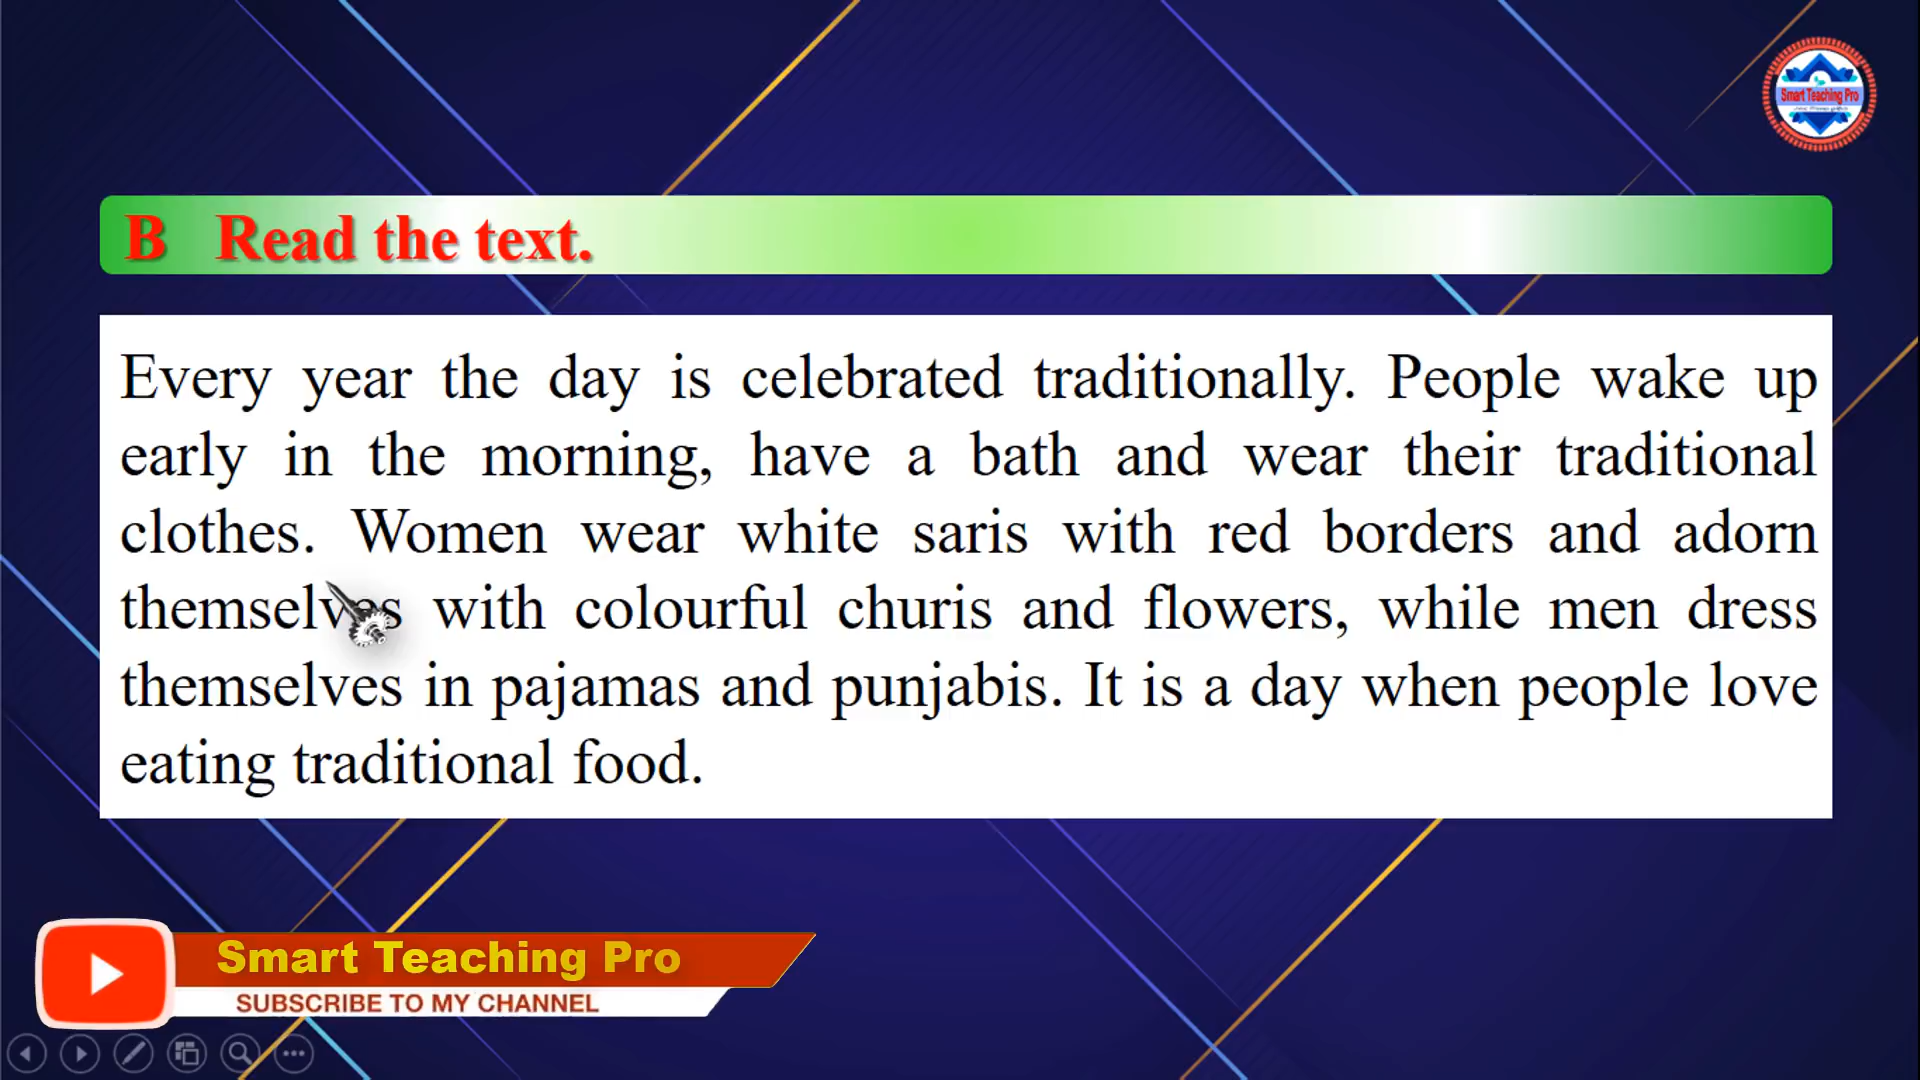 Smart Teaching Pro
B Read the text.
Every year the day is celebrated traditionally. People wake up
early in the morning, have a bath and wear their traditional
clothes. Women wear white saris with red borders and adorn
themselves with colourful churis and flowers, while men dress
themselves in pajamas and punjabis. It is a day when people love
eating traditional food.
Smart Teaching Pro
SUBSCRIBE TO MY CHANNEL